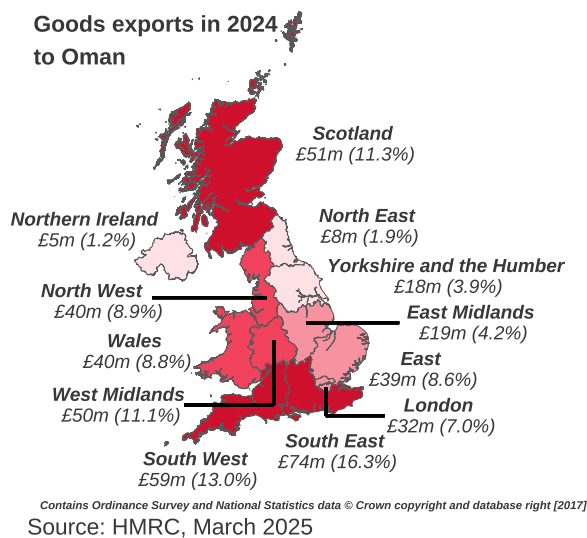 Goods exports in 2024
to Oman
Scotland
£51m (11.3%)
Northern Ireland
£5m (1.2%)
North East
£8m (1.9%)
Yorkshire and the Humber
£18m (3.9%)
North West
£40m (8.9%)
East Midlands
£19m (4.2%)
Wales
£40m (8.8%)
East
£39m (8.6%)
West Midlands
£50m (11.1%)
London
£32m (7.0%)
South East
£74m (16.3%)
South West
£59m (13.0%)
Contains Ordinance Survey and National Statistics data © Crown copyright and database right [2017]
Source: HMRC, March 2025